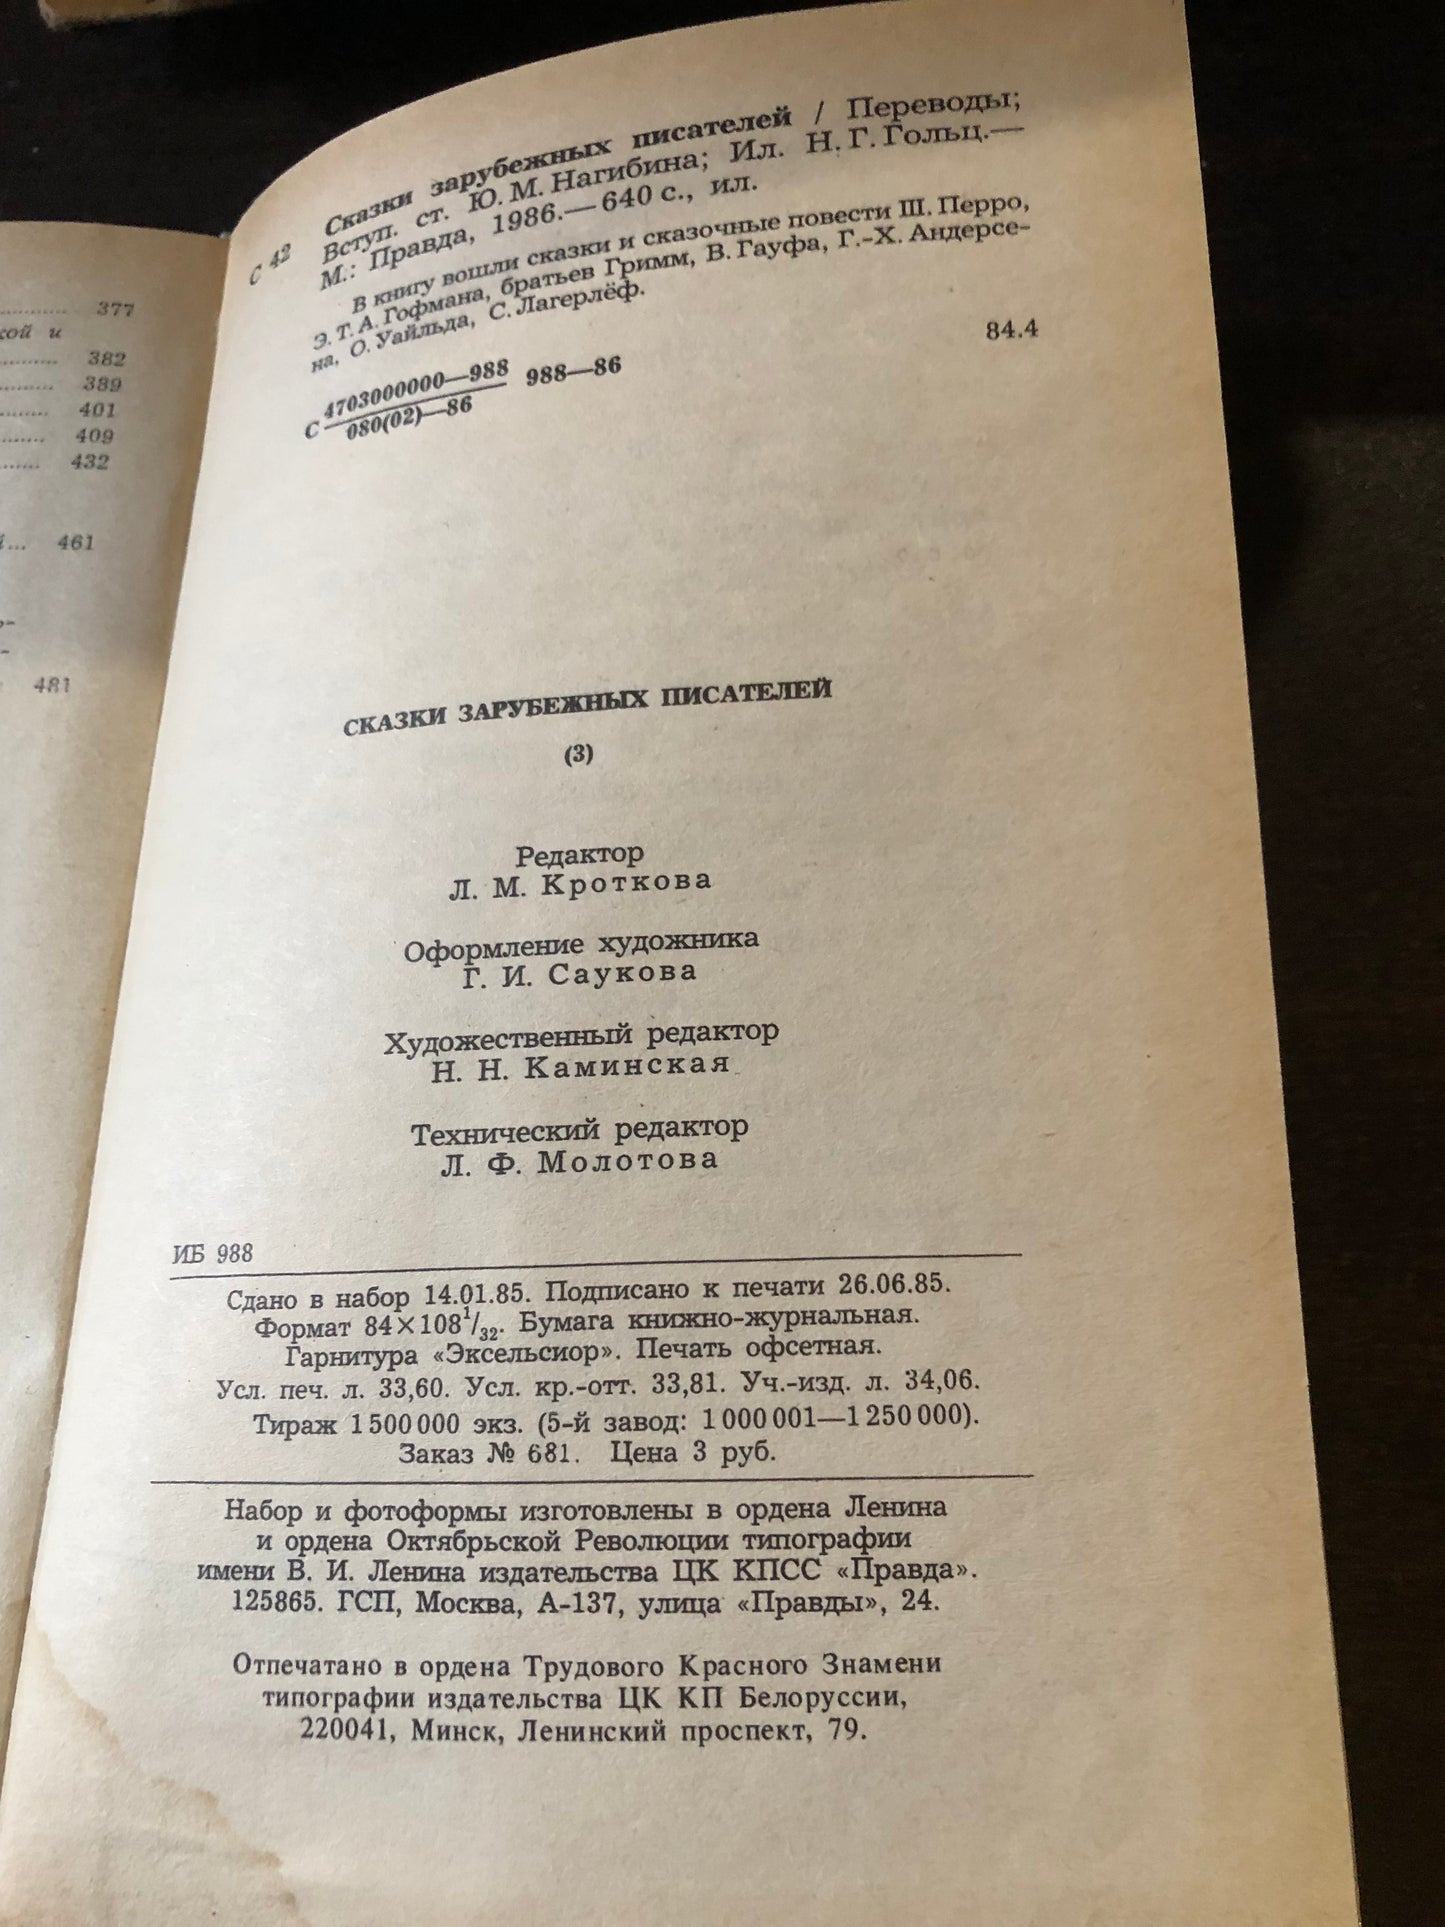 377
кой и
382
389
401
409
432
461
481
Сказки зарубежных писателей / Переводы;
С 42 Вступ. ст. Ю. М. Нагибина; Ил. Н. Г. Гольц.—
М.: Правда, 1986.— 640 с., ил.
В книгу вошли сказки и сказочные повести Ш. Перро,
Э. Т. А. Гофмана, братьев Гримм, В. Гауфа, Г.-Х. Андерсе-
на, О. Уайльда, С. Лагерлёф.
84.4
4703000000—988
С 988—86
080(02)—86
СКАЗКИ ЗАРУБЕЖНЫХ ПИСАТЕЛЕЙ
(3)
Редактор
Л. М. Кроткова
Оформление художника
Г. И. Саукова
Художественный редактор
Н. Н. Каминская
Технический редактор
Л. Ф. Молотова
ИБ 988
Сдано в набор 14.01.85. Подписано к печати 26.06.85.
Формат 84×108¹/₃₂. Бумага книжно-журнальная.
Гарнитура «Эксельсиор». Печать офсетная.
Усл. печ. л. 33,60. Усл. кр.-отт. 33,81. Уч.-изд. л. 34,06.
Тираж 1 500 000 экз. (5-й завод: 1 000 001—1 250 000).
Заказ № 681. Цена 3 руб.
Набор и фотоформы изготовлены в ордена Ленина
и ордена Октябрьской Революции типографии
имени В. И. Ленина издательства ЦК КПСС «Правда».
125865. ГСП, Москва, А-137, улица «Правды», 24.
Отпечатано в ордена Трудового Красного Знамени
типографии издательства ЦК КП Белоруссии,
220041, Минск, Ленинский проспект, 79.